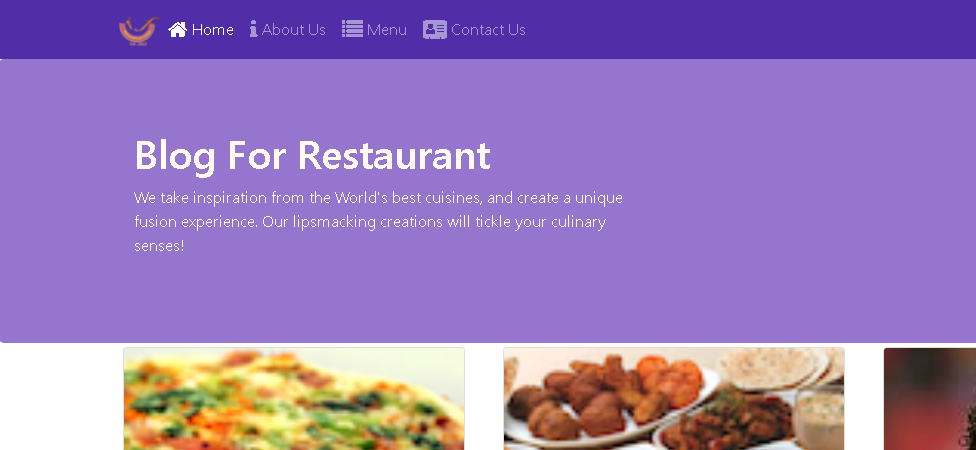 Home About Us Menu Contact Us
Blog For Restaurant
We take inspiration from the World's best cuisines, and create a unique
fusion experience. Our lipsmacking creations will tickle your culinary
senses!